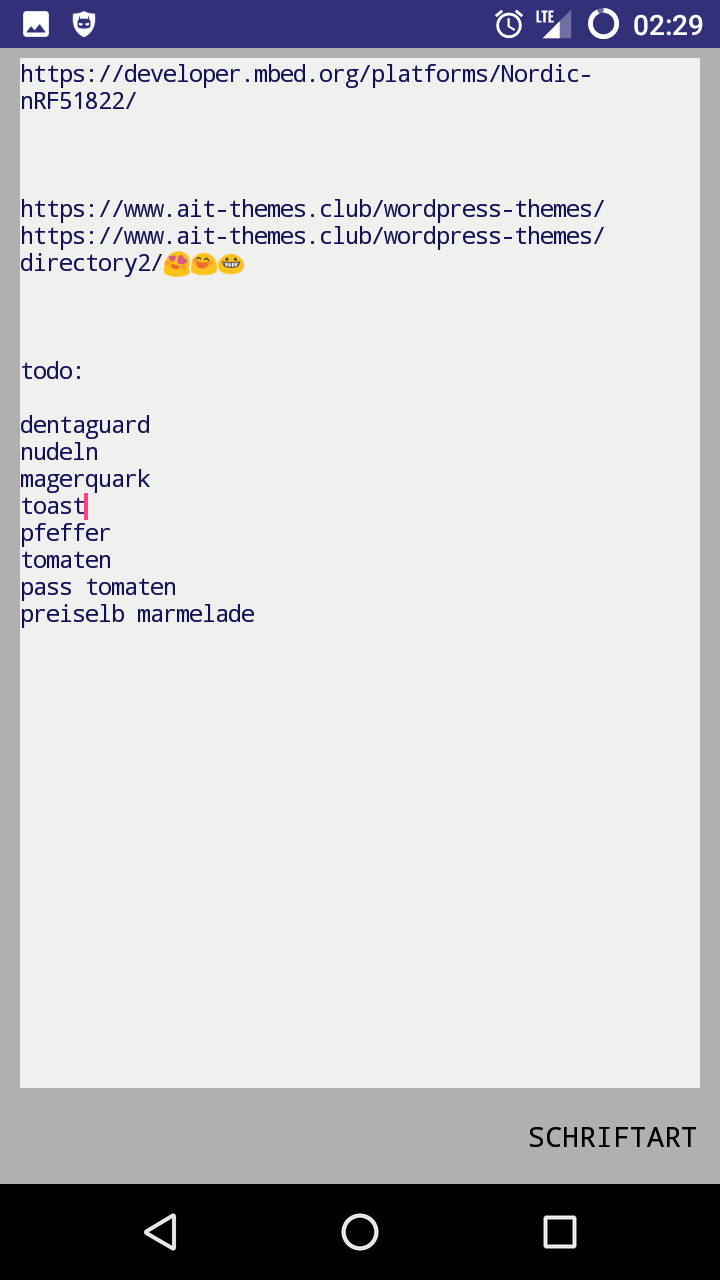 LTE 02:29
https://developer.mbed.org/platforms/Nordic-
nRF51822/
https://www.ait-themes.club/wordpress-themes/
https://www.ait-themes.club/wordpress-themes/
directory2/😍😄😬
todo:
dentaguard
nudeln
magerquark
toast
pfeffer
tomaten
pass tomaten
preiselb marmelade
SCHRIFTART